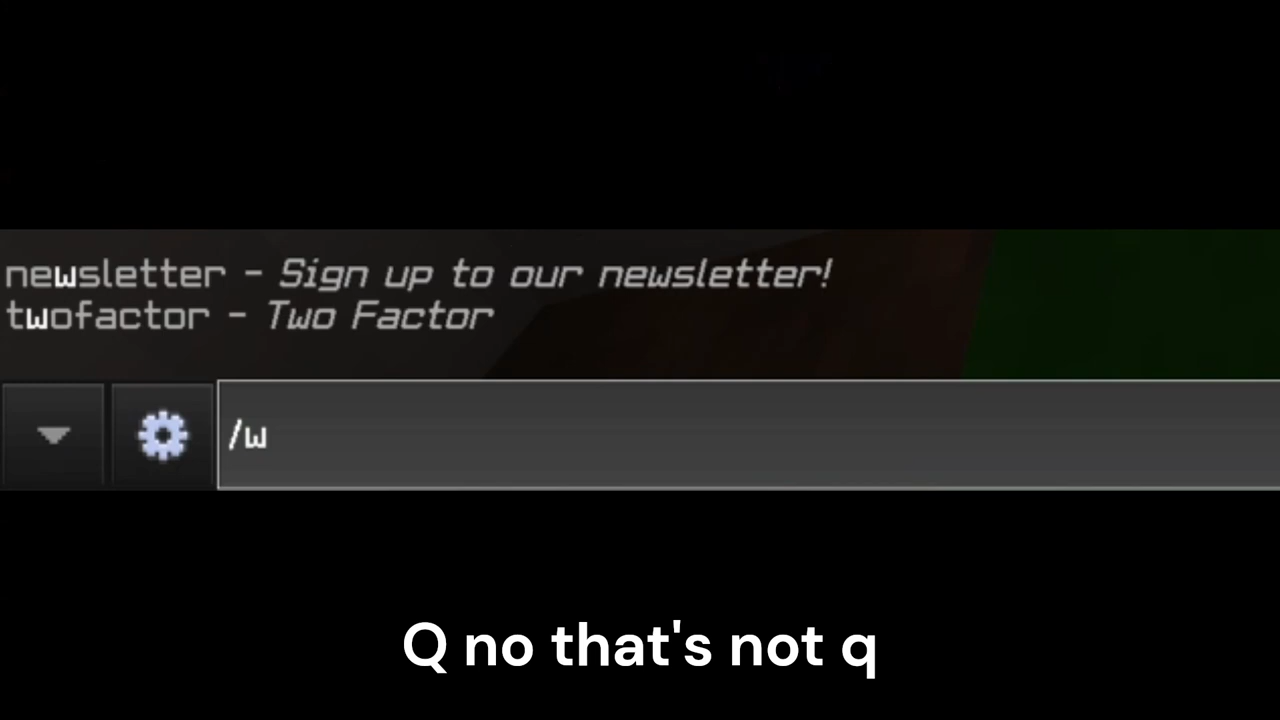 newsletter - Sign up to our newsletter!
twofactor - Two Factor
/w
Q no that's not q